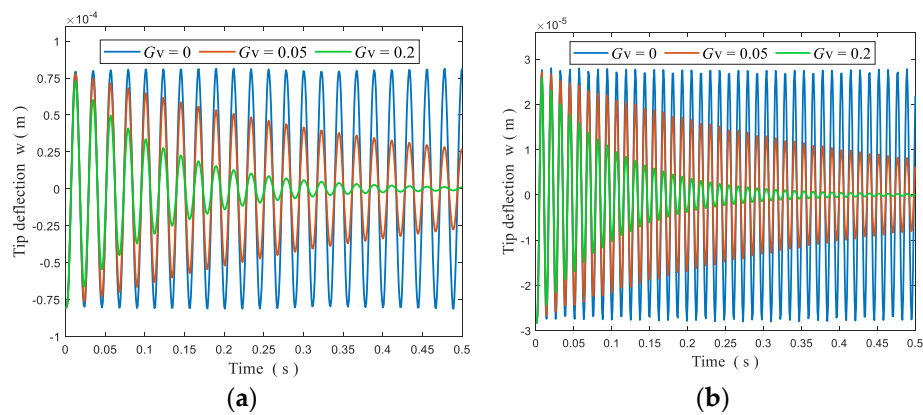 ×10⁻⁴
Gv = 0 Gv = 0.05 Gv = 0.2
Tip deflection w ( m )
1
0.75
0.5
0.25
0
-0.25
-0.5
-0.75
-1
0 0.05 0.1 0.15 0.2 0.25 0.3 0.35 0.4 0.45 0.5
Time ( s )
(a)
×10⁻⁵
Gv = 0 Gv = 0.05 Gv = 0.2
Tip deflection w ( m )
3
2
1
0
-1
-2
-3
0 0.05 0.1 0.15 0.2 0.25 0.3 0.35 0.4 0.45 0.5
Time ( s )
(b)